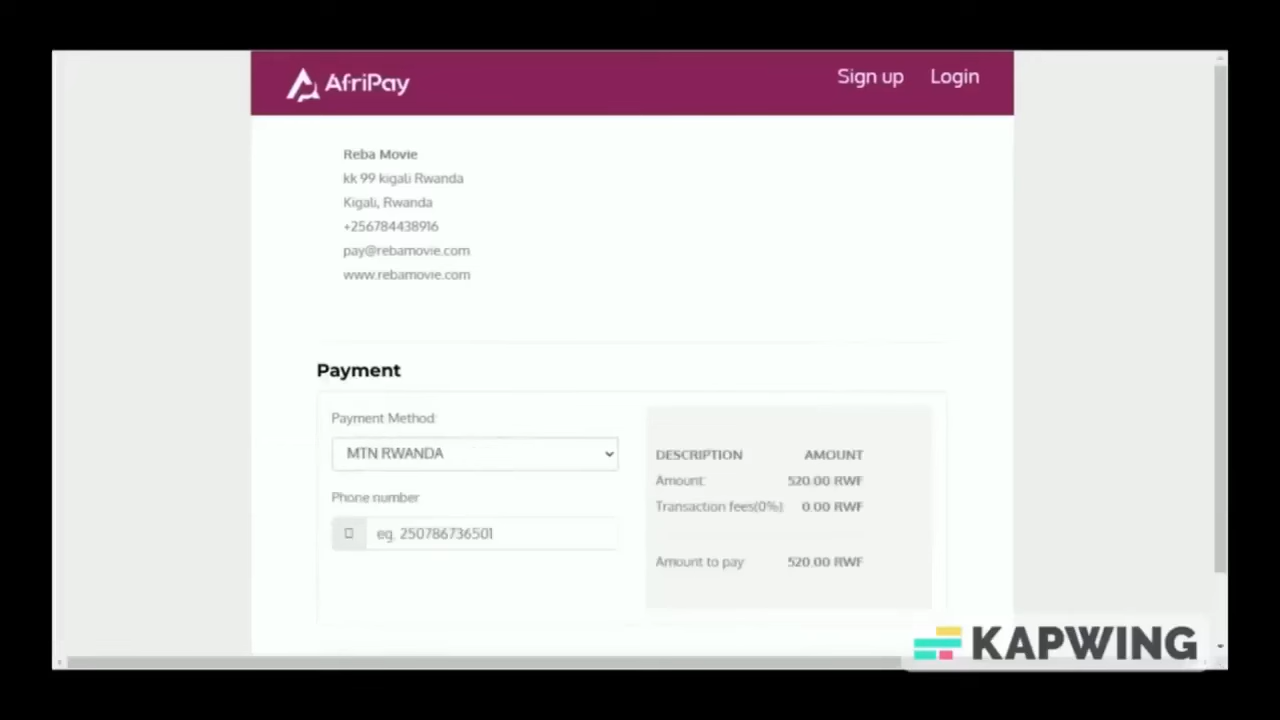 AfriPay
Sign up Login
Reba Movie
kk 99 kigali Rwanda
Kigali, Rwanda
+256784438916
pay@rebamovie.com
www.rebamovie.com
Payment
Payment Method:
MTN RWANDA
Phone number
eg. 250786736501
DESCRIPTION AMOUNT
Amount: 520.00 RWF
Transaction fees(0%): 0.00 RWF
Amount to pay 520.00 RWF
KAPWING